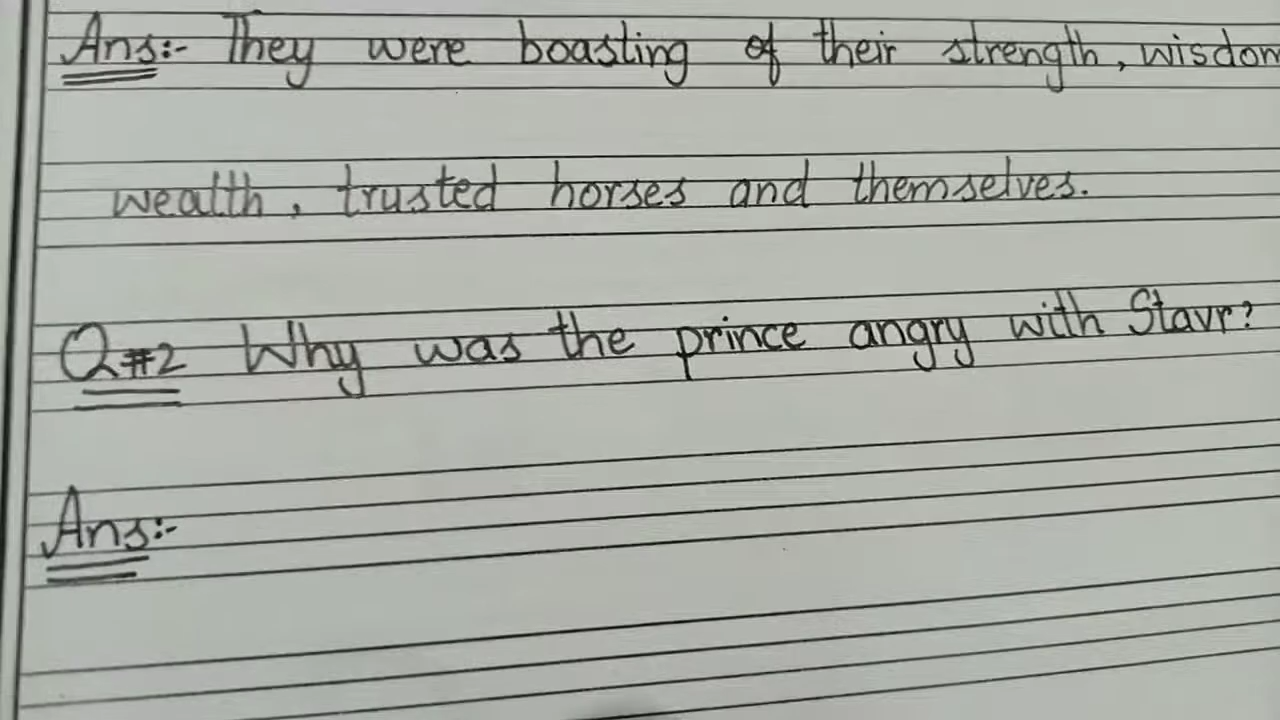 Ans:- They were boasting of their strength, wisdom
wealth, trusted horses and themselves.
Q#2 Why was the prince angry with Stavr?
Ans:-